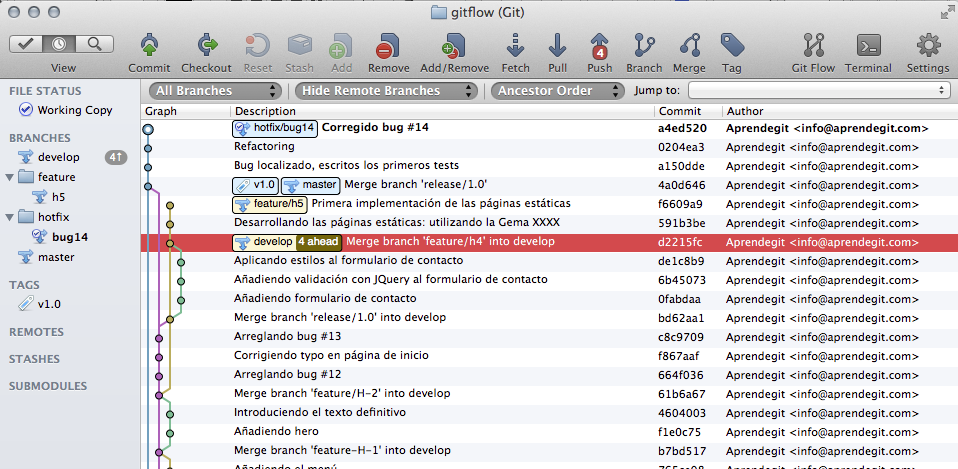 gitflow (Git)
View Commit Checkout Reset Stash Add Remove Add/Remove Fetch Pull 4 Push Branch Merge Tag Git Flow Terminal Settings
FILE STATUS
Working Copy
BRANCHES
develop 4↑
feature
h5
hotfix
bug14
master
TAGS
v1.0
REMOTES
STASHES
SUBMODULES
All Branches Hide Remote Branches Ancestor Order Jump to:
Graph Description Commit Author
hotfix/bug14 Corregido bug #14 a4ed520 Aprendegit <info@aprendegit.com>
Refactoring 0204ea3 Aprendegit <info@aprendegit.com>
Bug localizado, escritos los primeros tests a150dde Aprendegit <info@aprendegit.com>
v1.0 master Merge branch 'release/1.0' 4a0d646 Aprendegit <info@aprendegit.com>
feature/h5 Primera implementación de las páginas estáticas f6609a9 Aprendegit <info@aprendegit.com>
Desarrollando las páginas estáticas: utilizando la Gema XXXX 591b3be Aprendegit <info@aprendegit.com>
develop 4 ahead Merge branch 'feature/h4' into develop d2215fc Aprendegit <info@aprendegit.com>
Aplicando estilos al formulario de contacto de1c8b9 Aprendegit <info@aprendegit.com>
Añadiendo validación con JQuery al formulario de contacto 6b45073 Aprendegit <info@aprendegit.com>
Añadiendo formulario de contacto 0fabdaa Aprendegit <info@aprendegit.com>
Merge branch 'release/1.0' into develop bd62aa1 Aprendegit <info@aprendegit.com>
Arreglando bug #13 c8c9709 Aprendegit <info@aprendegit.com>
Corrigiendo typo en página de inicio f867aaf Aprendegit <info@aprendegit.com>
Arreglando bug #12 664f036 Aprendegit <info@aprendegit.com>
Merge branch 'feature/H-2' into develop 61b6a67 Aprendegit <info@aprendegit.com>
Introduciendo el texto definitivo 4604003 Aprendegit <info@aprendegit.com>
Añadiendo hero f1e0c75 Aprendegit <info@aprendegit.com>
Merge branch 'feature-H-1' into develop b7bd517 Aprendegit <info@aprendegit.com>
Añadiendo el menú Aprendegit <info@aprendegit.com>